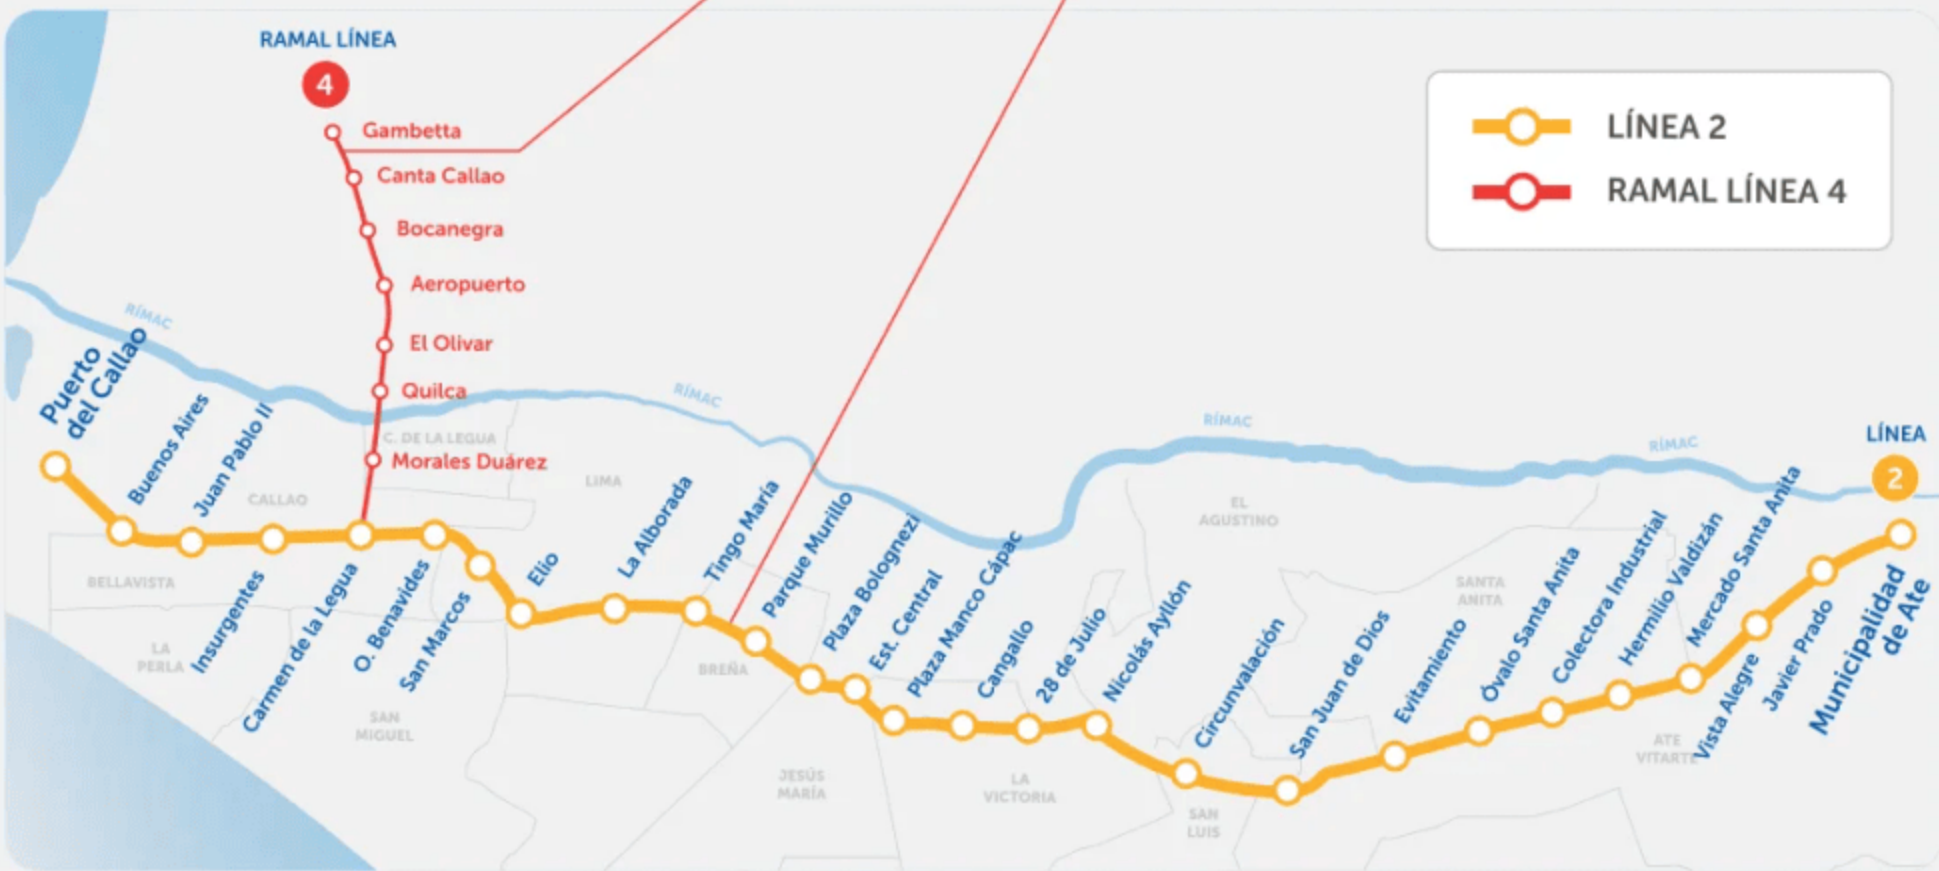 RAMAL LÍNEA
4
Gambetta
Canta Callao
Bocanegra
Aeropuerto
El Olivar
Quilca
Morales Duárez
LÍNEA 2
RAMAL LÍNEA 4
RÍMAC
RÍMAC
RÍMAC
RÍMAC
LÍNEA
2
Puerto
del Callao
Buenos Aires
Juan Pablo II
Insurgentes
Carmen de la Legua
O. Benavides
San Marcos
Elio
La Alborada
Tingo María
Parque Murillo
Plaza Bolognezi
Est. Central
Plaza Manco Cápac
Cangallo
28 de Julio
Nicolás Ayllón
Circunvalación
San Juan de Dios
Evitamiento
Óvalo Santa Anita
Colectora Industrial
Hermilio Valdizán
Mercado Santa Anita
Vista Alegre
Javier Prado
Municipalidad
de Ate
C. DE LA LEGUA
CALLAO
LIMA
BELLAVISTA
LA
PERLA
SAN
MIGUEL
BREÑA
JESÚS
MARÍA
LA
VICTORIA
SAN
LUIS
EL
AGUSTINO
SANTA
ANITA
ATE
VITARTE